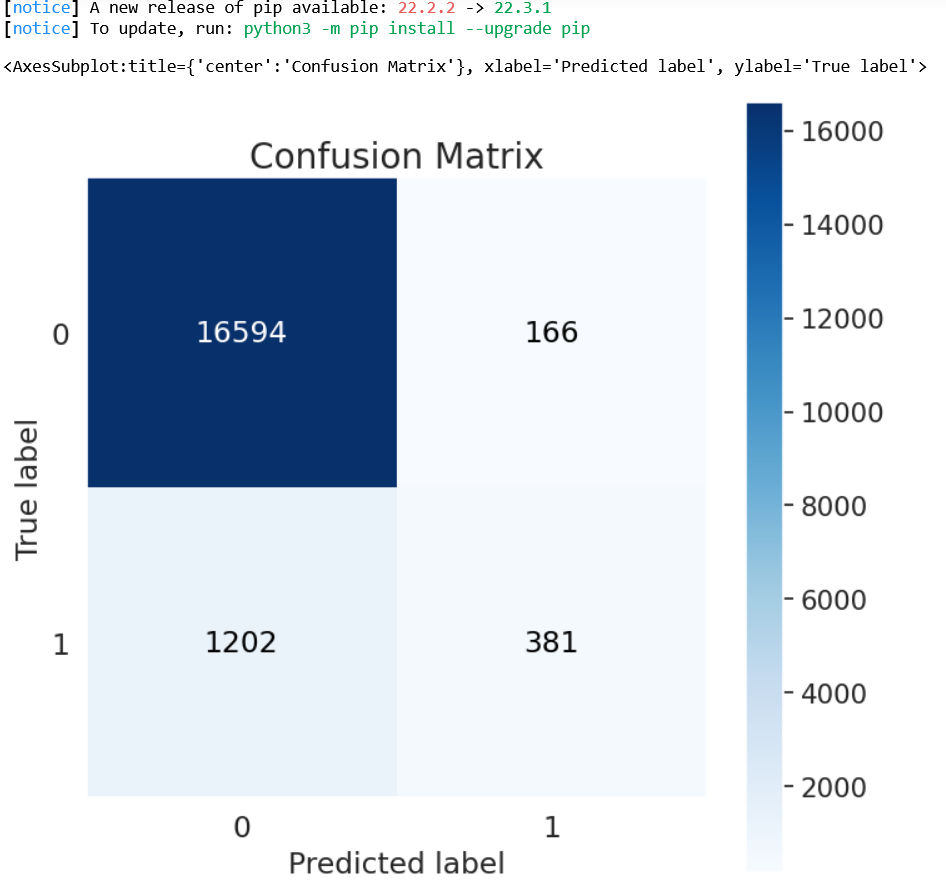 [notice] A new release of pip available: 22.2.2 -> 22.3.1
[notice] To update, run: python3 -m pip install --upgrade pip
<AxesSubplot:title={'center':'Confusion Matrix'}, xlabel='Predicted label', ylabel='True label'>
Confusion Matrix
True label
0
16594
166
1
1202
381
0
1
Predicted label
16000
14000
12000
10000
8000
6000
4000
2000